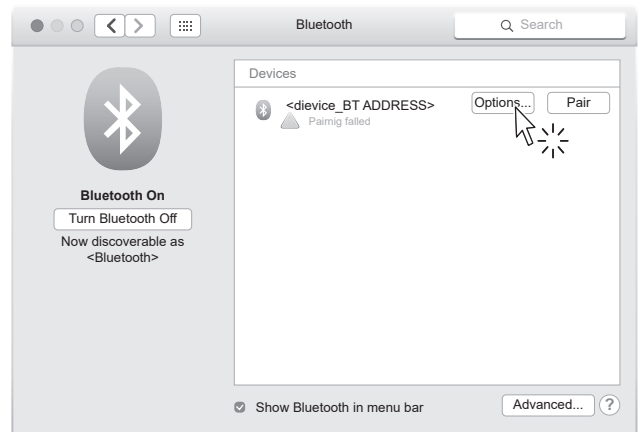 Bluetooth
Search
Devices
<dievice_BT ADDRESS>
Options...
Pair
Pairnig falled
Bluetooth On
Turn Bluetooth Off
Now discoverable as
<Bluetooth>
Show Bluetooth in menu bar
Advanced...
?